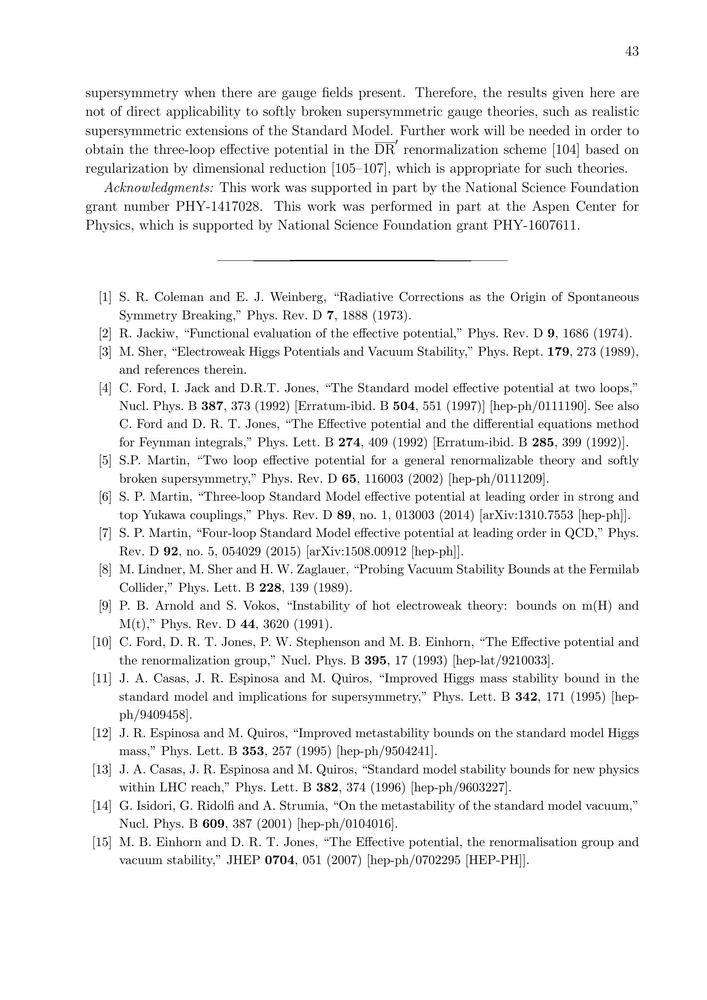 43
supersymmetry when there are gauge fields present. Therefore, the results given here are
not of direct applicability to softly broken supersymmetric gauge theories, such as realistic
supersymmetric extensions of the Standard Model. Further work will be needed in order to
obtain the three-loop effective potential in the D̅R̅′ renormalization scheme [104] based on
regularization by dimensional reduction [105–107], which is appropriate for such theories.
Acknowledgments: This work was supported in part by the National Science Foundation
grant number PHY-1417028. This work was performed in part at the Aspen Center for
Physics, which is supported by National Science Foundation grant PHY-1607611.
[1] S. R. Coleman and E. J. Weinberg, “Radiative Corrections as the Origin of Spontaneous
Symmetry Breaking,” Phys. Rev. D 7, 1888 (1973).
[2] R. Jackiw, “Functional evaluation of the effective potential,” Phys. Rev. D 9, 1686 (1974).
[3] M. Sher, “Electroweak Higgs Potentials and Vacuum Stability,” Phys. Rept. 179, 273 (1989),
and references therein.
[4] C. Ford, I. Jack and D.R.T. Jones, “The Standard model effective potential at two loops,”
Nucl. Phys. B 387, 373 (1992) [Erratum-ibid. B 504, 551 (1997)] [hep-ph/0111190]. See also
C. Ford and D. R. T. Jones, “The Effective potential and the differential equations method
for Feynman integrals,” Phys. Lett. B 274, 409 (1992) [Erratum-ibid. B 285, 399 (1992)].
[5] S.P. Martin, “Two loop effective potential for a general renormalizable theory and softly
broken supersymmetry,” Phys. Rev. D 65, 116003 (2002) [hep-ph/0111209].
[6] S. P. Martin, “Three-loop Standard Model effective potential at leading order in strong and
top Yukawa couplings,” Phys. Rev. D 89, no. 1, 013003 (2014) [arXiv:1310.7553 [hep-ph]].
[7] S. P. Martin, “Four-loop Standard Model effective potential at leading order in QCD,” Phys.
Rev. D 92, no. 5, 054029 (2015) [arXiv:1508.00912 [hep-ph]].
[8] M. Lindner, M. Sher and H. W. Zaglauer, “Probing Vacuum Stability Bounds at the Fermilab
Collider,” Phys. Lett. B 228, 139 (1989).
[9] P. B. Arnold and S. Vokos, “Instability of hot electroweak theory: bounds on m(H) and
M(t),” Phys. Rev. D 44, 3620 (1991).
[10] C. Ford, D. R. T. Jones, P. W. Stephenson and M. B. Einhorn, “The Effective potential and
the renormalization group,” Nucl. Phys. B 395, 17 (1993) [hep-lat/9210033].
[11] J. A. Casas, J. R. Espinosa and M. Quiros, “Improved Higgs mass stability bound in the
standard model and implications for supersymmetry,” Phys. Lett. B 342, 171 (1995) [hep-
ph/9409458].
[12] J. R. Espinosa and M. Quiros, “Improved metastability bounds on the standard model Higgs
mass,” Phys. Lett. B 353, 257 (1995) [hep-ph/9504241].
[13] J. A. Casas, J. R. Espinosa and M. Quiros, “Standard model stability bounds for new physics
within LHC reach,” Phys. Lett. B 382, 374 (1996) [hep-ph/9603227].
[14] G. Isidori, G. Ridolfi and A. Strumia, “On the metastability of the standard model vacuum,”
Nucl. Phys. B 609, 387 (2001) [hep-ph/0104016].
[15] M. B. Einhorn and D. R. T. Jones, “The Effective potential, the renormalisation group and
vacuum stability,” JHEP 0704, 051 (2007) [hep-ph/0702295 [HEP-PH]].